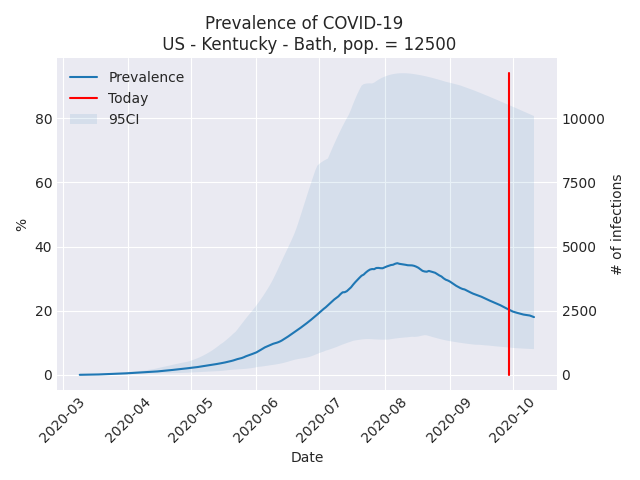 Prevalence of COVID-19
US - Kentucky - Bath, pop. = 12500
Prevalence
Today
95CI
80
60
40
20
0
%
10000
7500
5000
2500
0
# of infections
2020-03
2020-04
2020-05
2020-06
2020-07
2020-08
2020-09
2020-10
Date